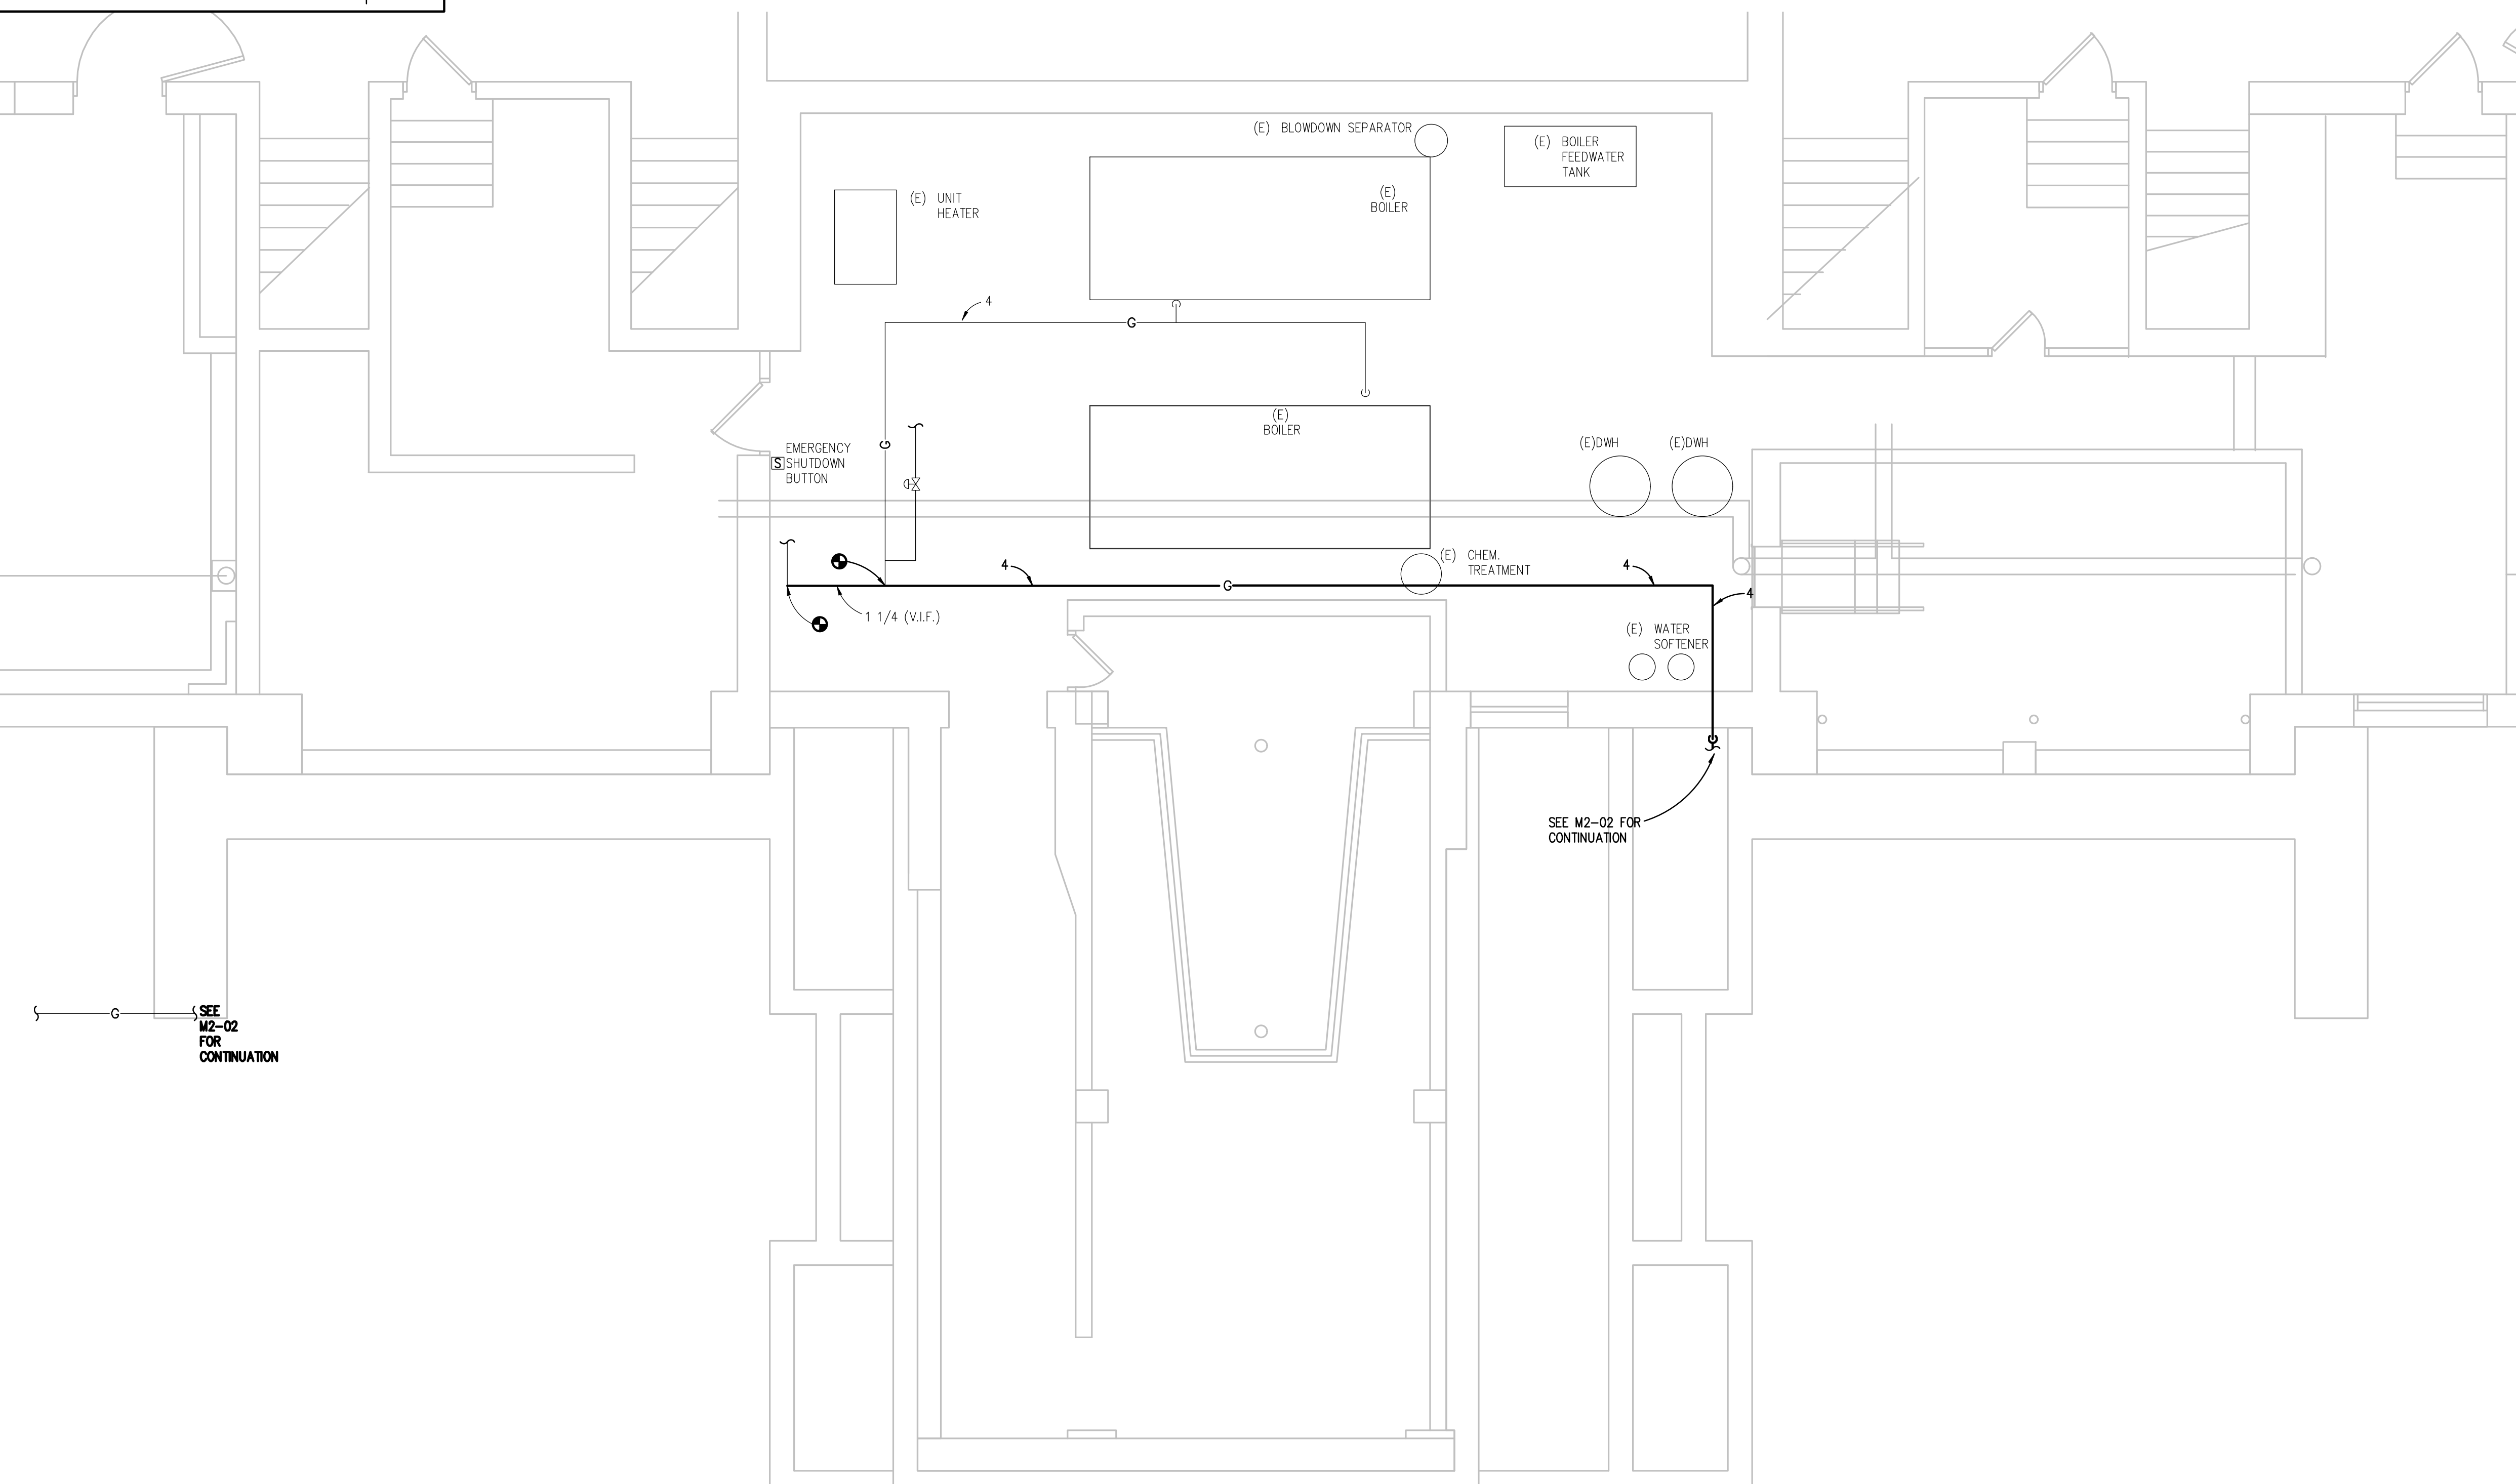 (E) BLOWDOWN SEPARATOR
(E) BOILER
FEEDWATER
TANK
(E) UNIT
HEATER
(E)
BOILER
4
G
(E)
BOILER
G
EMERGENCY
S SHUTDOWN
BUTTON
(E)DWH
(E)DWH
4
(E) CHEM.
TREATMENT
4
G
4
1 1/4 (V.I.F.)
(E) WATER
SOFTENER
SEE M2-02 FOR
CONTINUATION
G
SEE
M2-02
FOR
CONTINUATION